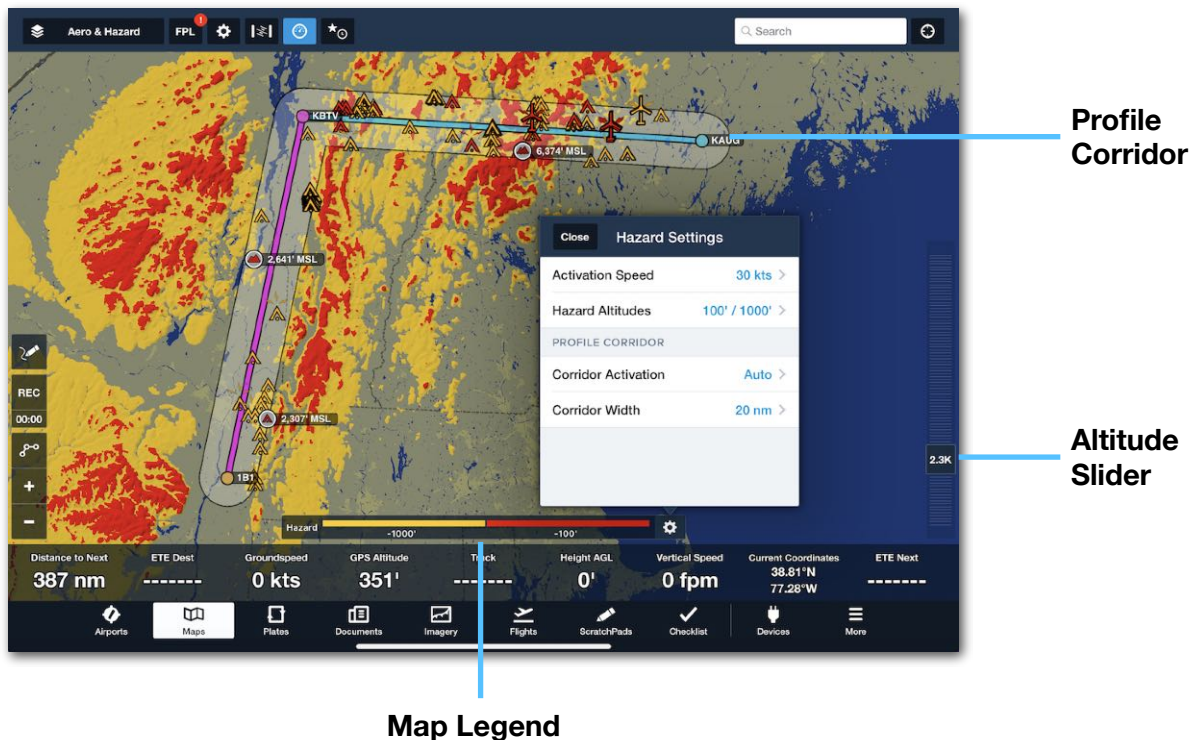 Aero & Hazard
FPL
!
Search
KBTV
KAUG
6,374' MSL
Profile
Corridor
Close
Hazard Settings
2,641' MSL
Activation Speed
30 kts
Hazard Altitudes
100' / 1000'
PROFILE CORRIDOR
Corridor Activation
Auto
Corridor Width
20 nm
REC
00:00
2,307' MSL
Altitude
Slider
2.3K
+
1B1
−
Hazard
-1000'
-100'
Distance to Next
ETE Dest
Groundspeed
GPS Altitude
Track
Height AGL
Vertical Speed
Current Coordinates
ETE Next
387 nm
-------
0 kts
351'
-------
0'
0 fpm
38.81°N
77.28°W
-------
Airports
Maps
Plates
Documents
Imagery
Flights
ScratchPads
Checklist
Devices
More
Map Legend